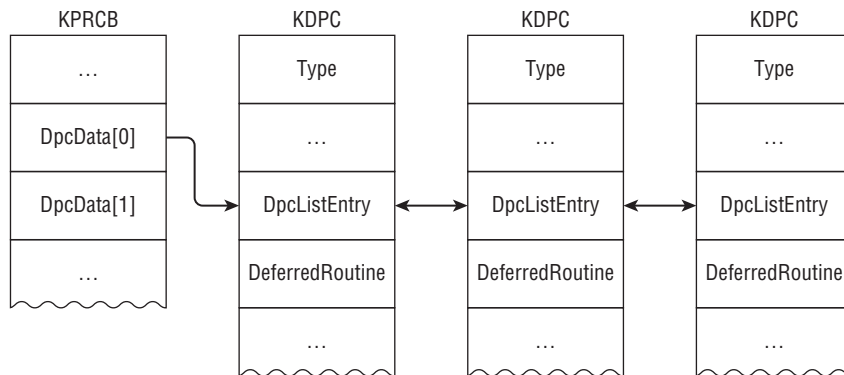 KPRCB
…
DpcData[0]
DpcData[1]
…
KDPC
Type
…
DpcListEntry
DeferredRoutine
…
KDPC
Type
…
DpcListEntry
DeferredRoutine
…
KDPC
Type
…
DpcListEntry
DeferredRoutine
…